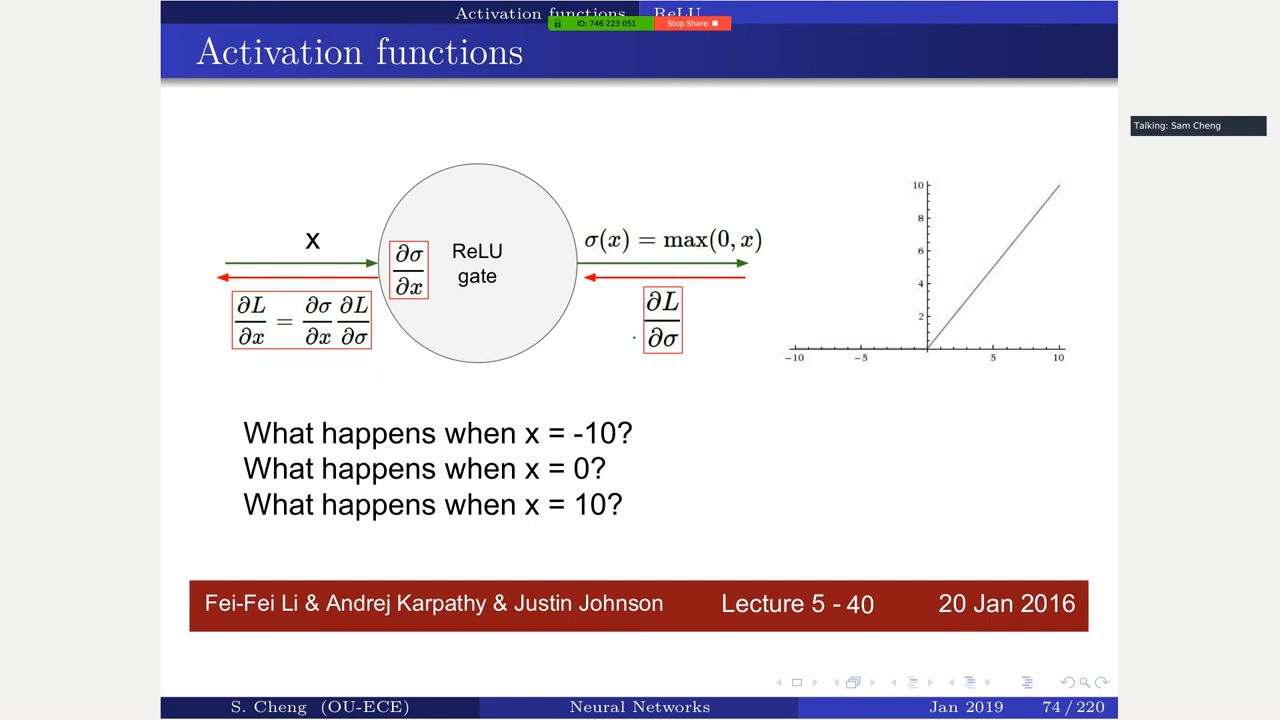 Activation functions ReLU
ID: 746 223 051 Stop Share
Activation functions
Talking: Sam Cheng
x
∂σ
∂x
ReLU
gate
σ(x) = max(0, x)
∂L/∂x = ∂σ/∂x ∂L/∂σ
∂L
∂σ
10
8
6
4
2
−10 −5 5 10
What happens when x = -10?
What happens when x = 0?
What happens when x = 10?
Fei-Fei Li & Andrej Karpathy & Justin Johnson Lecture 5 - 40 20 Jan 2016
S. Cheng (OU-ECE) Neural Networks Jan 2019 74 / 220